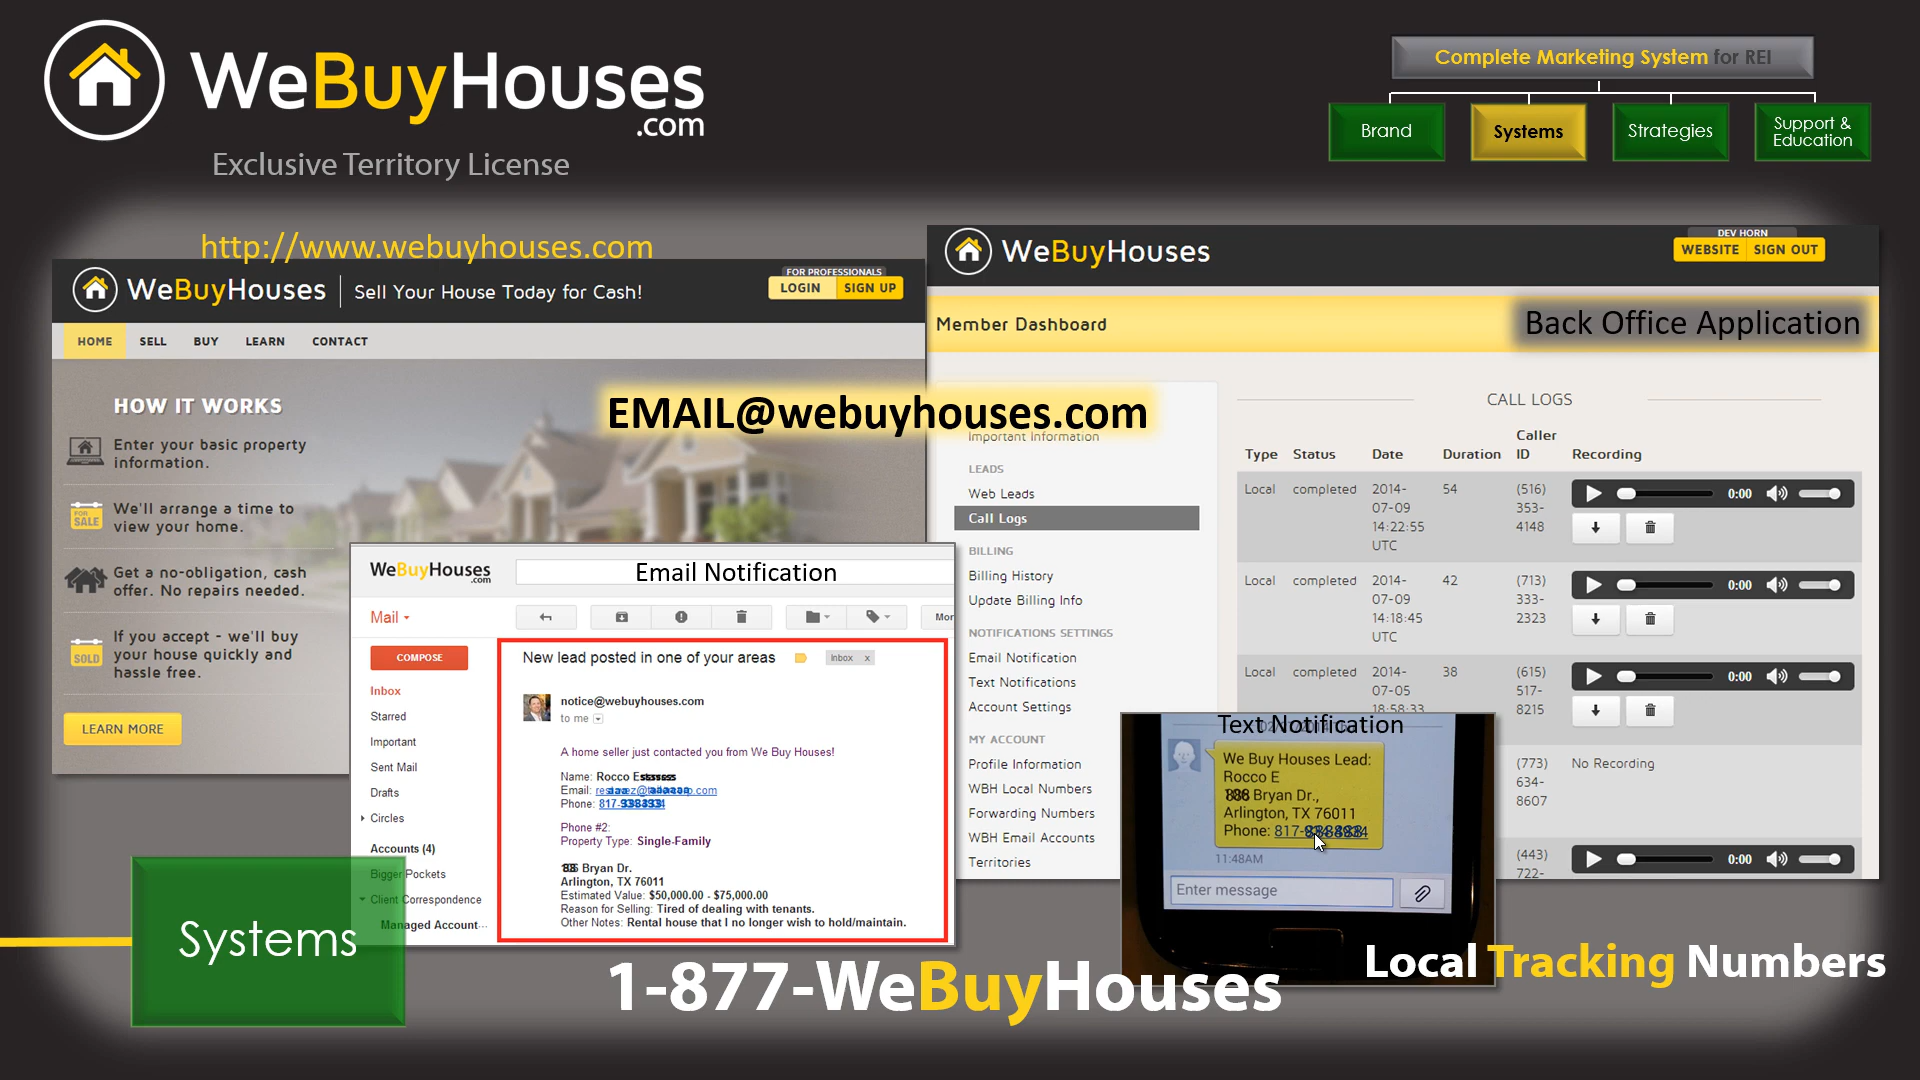 WeBuyHouses
.com
Exclusive Territory License
Complete Marketing System for REI
Brand
Systems
Strategies
Support &
Education
http://www.webuyhouses.com
WeBuyHouses
Sell Your House Today for Cash!
FOR PROFESSIONALS
LOGIN
SIGN UP
HOME
SELL
BUY
LEARN
CONTACT
HOW IT WORKS
Enter your basic property
information.
FOR
SALE
We'll arrange a time to
view your home.
Get a no-obligation, cash
offer. No repairs needed.
SOLD
If you accept - we'll buy
your house quickly and
hassle free.
LEARN MORE
WeBuyHouses
DEV HORN
WEBSITE
SIGN OUT
Member Dashboard
Back Office Application
EMAIL@webuyhouses.com
Important Information
LEADS
Web Leads
Call Logs
BILLING
Billing History
Update Billing Info
NOTIFICATIONS SETTINGS
Email Notification
Text Notifications
Account Settings
MY ACCOUNT
Profile Information
WBH Local Numbers
Forwarding Numbers
WBH Email Accounts
Territories
CALL LOGS
Type Status Date Duration Caller ID Recording
Local completed 2014-07-09 14:22:55 UTC 54 (516) 353-4148 0:00
Local completed 2014-07-09 14:18:45 UTC 42 (713) 333-2323 0:00
Local completed 2014-07-05 18:58:33 38 (615) 517-8215 0:00
(773) 634-8607 No Recording
(443) 722- 0:00
WeBuyHouses
.com
Email Notification
Mail
Mor
COMPOSE
Inbox
Starred
Important
Sent Mail
Drafts
Circles
Accounts (4)
Bigger Pockets
Client Correspondence
Managed Account...
New lead posted in one of your areas
Inbox x
notice@webuyhouses.com
to me
A home seller just contacted you from We Buy Houses!
Name: Rocco
Email:
Phone: 817-
Phone #2:
Property Type: Single-Family
Bryan Dr.
Arlington, TX 76011
Estimated Value: $50,000.00 - $75,000.00
Reason for Selling: Tired of dealing with tenants.
Other Notes: Rental house that I no longer wish to hold/maintain.
Text Notification
We Buy Houses Lead:
Rocco E
Bryan Dr.,
Arlington, TX 76011
Phone: 817-
11:48AM
Enter message
Systems
1-877-WeBuyHouses
Local Tracking Numbers